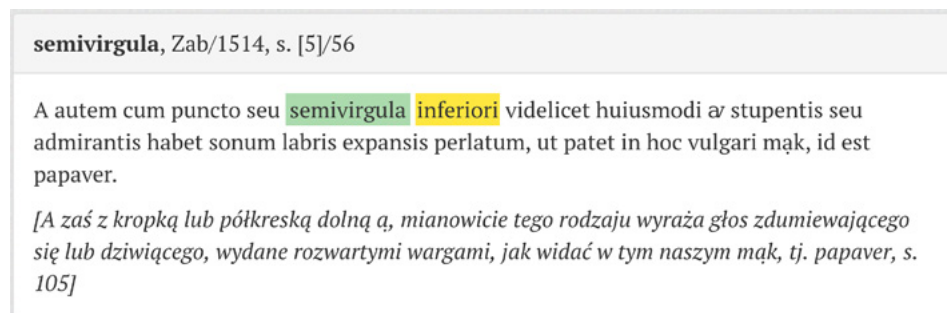 semivirgula, Zab/1514, s. [5]/56
A autem cum puncto seu semivirgula inferiori videlicet huiusmodi ꜹ stupentis seu
admirantis habet sonum labris expansis perlatum, ut patet in hoc vulgari mạk, id est
papaver.
[A zaś z kropką lub półkreską dolną ạ, mianowicie tego rodzaju wyraża głos zdumiewającego
się lub dziwiącego, wydane rozwartymi wargami, jak widać w tym naszym mạk, tj. papaver, s.
105]